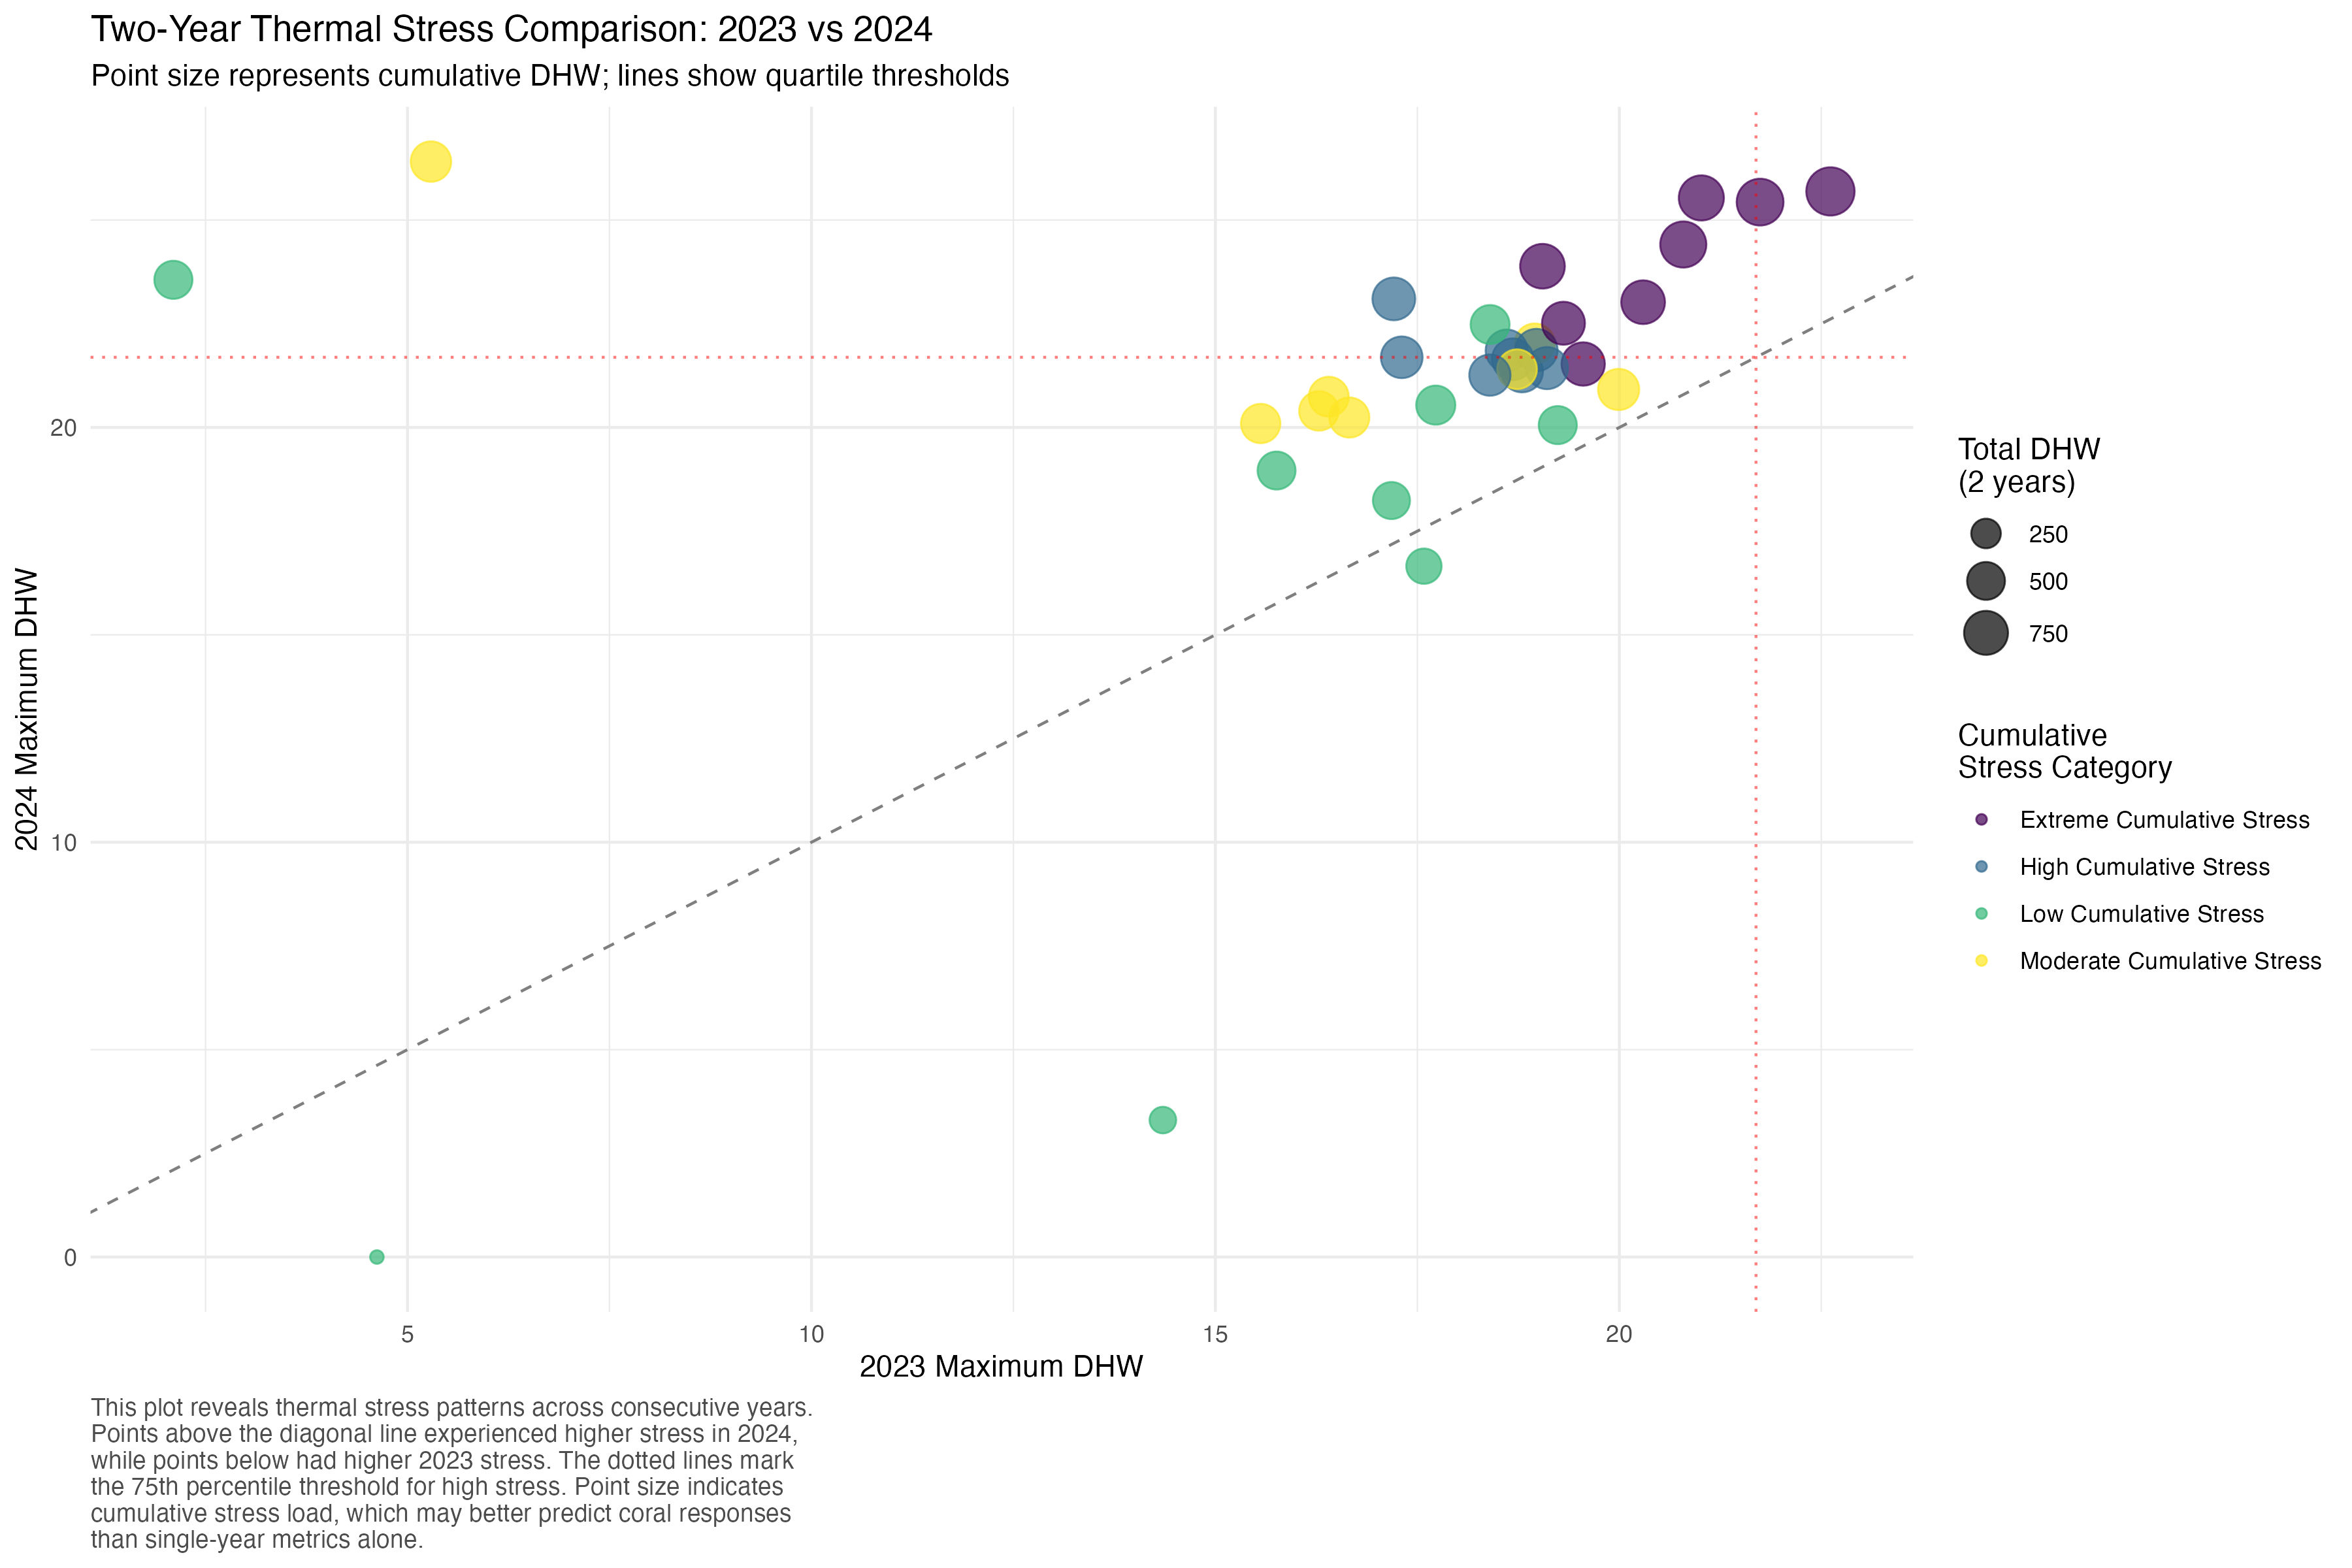 Two-Year Thermal Stress Comparison: 2023 vs 2024
Point size represents cumulative DHW; lines show quartile thresholds
2024 Maximum DHW
20
10
0
5
10
15
20
2023 Maximum DHW
Total DHW
(2 years)
250
500
750
Cumulative
Stress Category
Extreme Cumulative Stress
High Cumulative Stress
Low Cumulative Stress
Moderate Cumulative Stress
This plot reveals thermal stress patterns across consecutive years.
Points above the diagonal line experienced higher stress in 2024,
while points below had higher 2023 stress. The dotted lines mark
the 75th percentile threshold for high stress. Point size indicates
cumulative stress load, which may better predict coral responses
than single-year metrics alone.